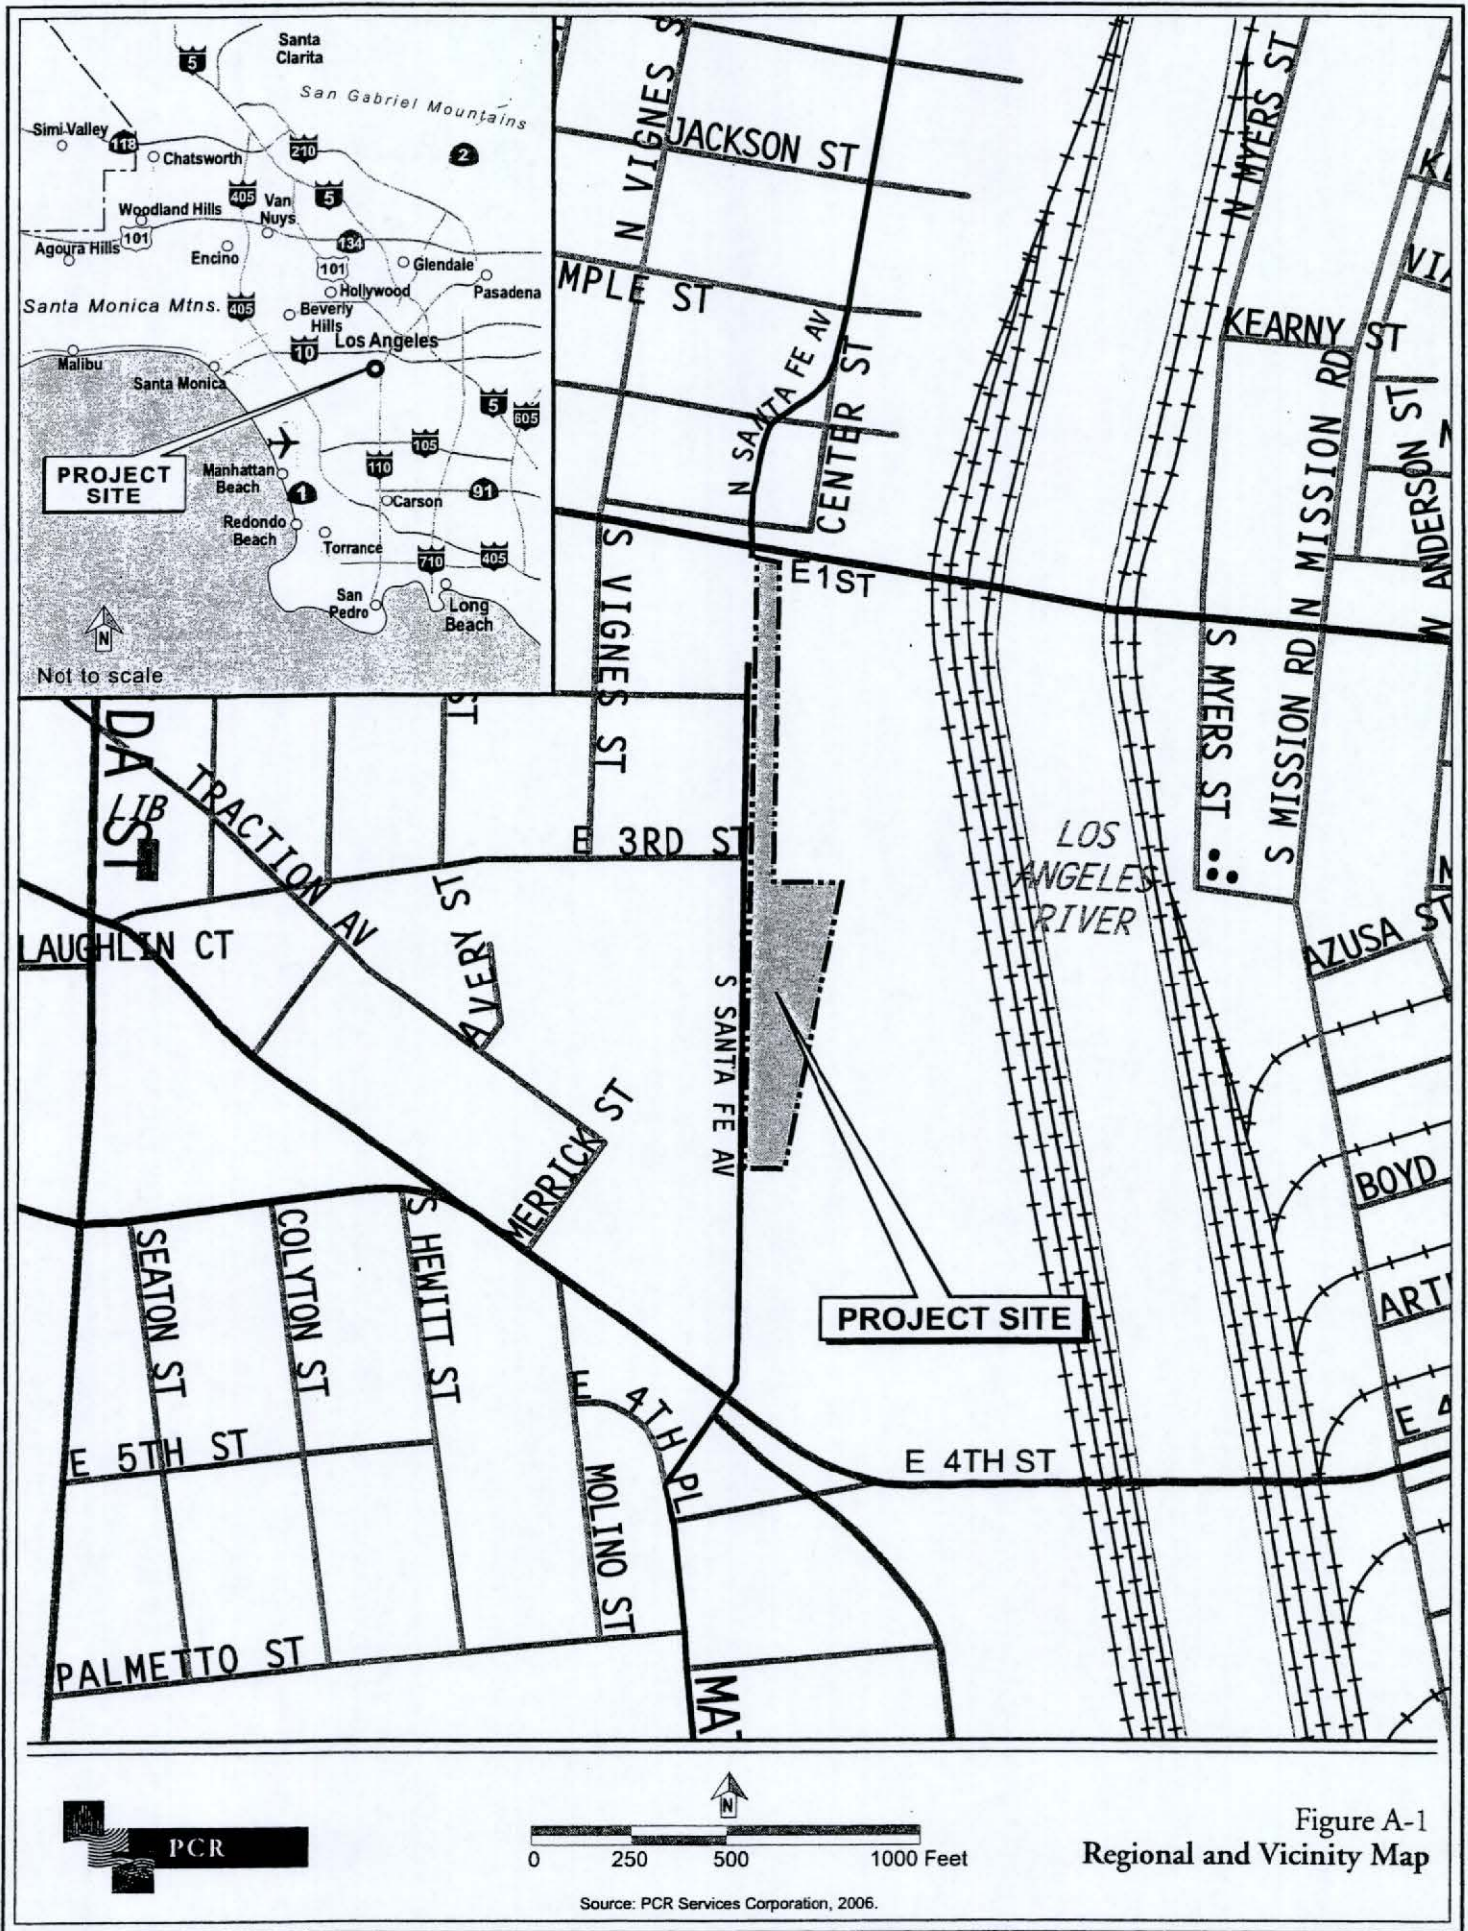 Santa
Clarita
5
San Gabriel Mountains
Simi Valley
118
Chatsworth
210
2
405
5
Van
Nuys
Woodland Hills
101
Agoura Hills
Encino
134
101
Glendale
Hollywood
Pasadena
Santa Monica Mtns.
405
Beverly
Hills
10
Los Angeles
Malibu
Santa Monica
5
605
105
110
PROJECT
SITE
Manhattan
Beach
1
Carson
91
Redondo
Beach
Torrance
710
405
San
Pedro
Long
Beach
N
Not to scale
N VIGNES S
JACKSON ST
N MYERS ST
MPLE ST
VI
KEARNY ST
N SANTA FE AV
CENTER ST
N MISSION RD
W ANDERSON ST
E 1 ST
S VIGNES ST
S MYERS ST
S MISSION RD
ST
DA ST
LIB
TRACTION AV
E 3RD ST
LOS
ANGELES
RIVER
AVERY ST
LAUGHLIN CT
AZUSA ST
S SANTA FE AV
MERRICK ST
BOYD
SEATON ST
COLYTON ST
S HEWITT ST
PROJECT SITE
ART
E 4TH PL
E 4
E 5TH ST
E 4TH ST
MOLINO ST
PALMETTO ST
MA
PCR
N
0 250 500 1000 Feet
Figure A-1
Regional and Vicinity Map
Source: PCR Services Corporation, 2006.